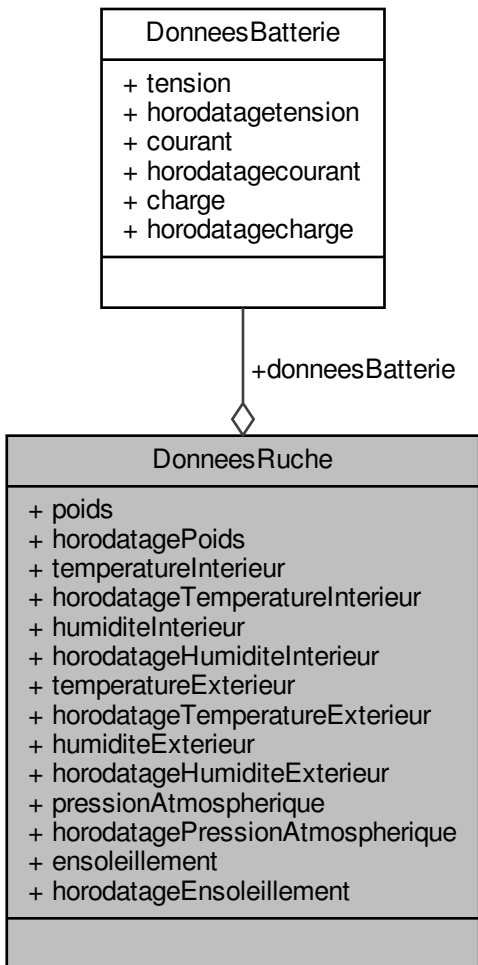 DonneesBatterie
+ tension
+ horodatagetension
+ courant
+ horodatagecourant
+ charge
+ horodatagecharge
+donneesBatterie
DonneesRuche
+ poids
+ horodatagePoids
+ temperatureInterieur
+ horodatageTemperatureInterieur
+ humiditeInterieur
+ horodatageHumiditeInterieur
+ temperatureExterieur
+ horodatageTemperatureExterieur
+ humiditeExterieur
+ horodatageHumiditeExterieur
+ pressionAtmospherique
+ horodatagePressionAtmospherique
+ ensoleillement
+ horodatageEnsoleillement